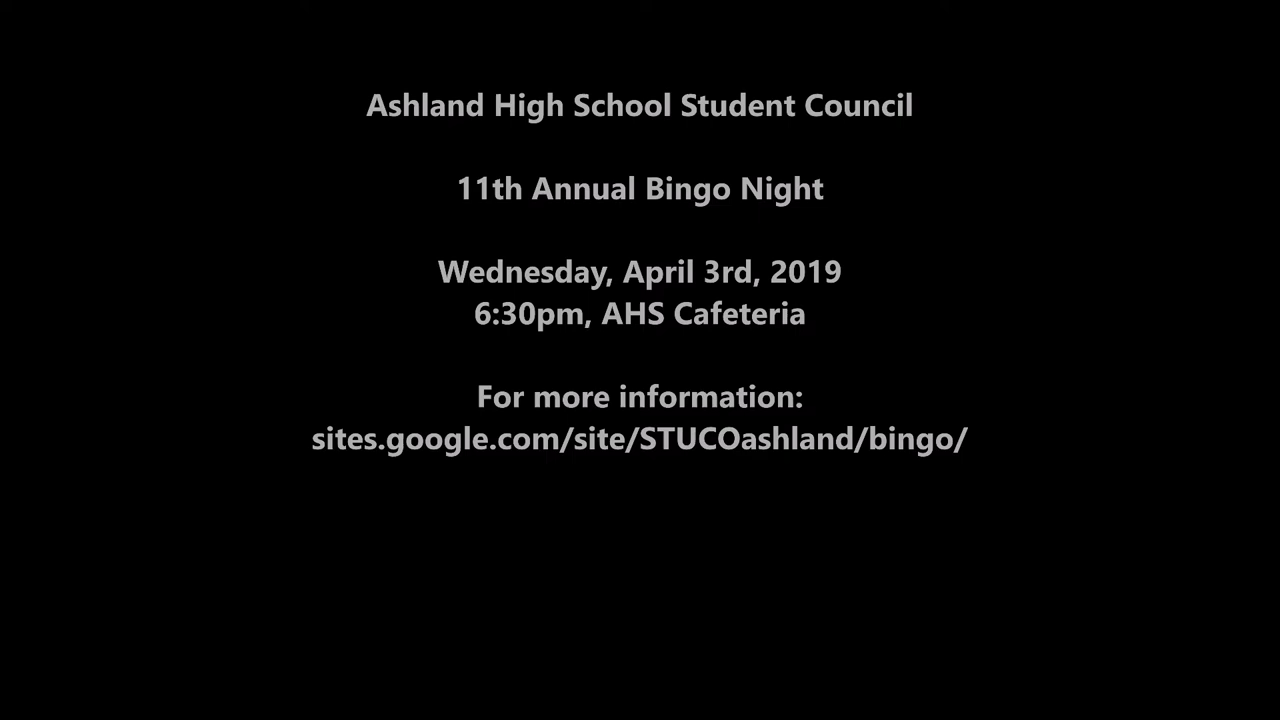 Ashland High School Student Council
11th Annual Bingo Night
Wednesday, April 3rd, 2019
6:30pm, AHS Cafeteria
For more information:
sites.google.com/site/STUCOashland/bingo/